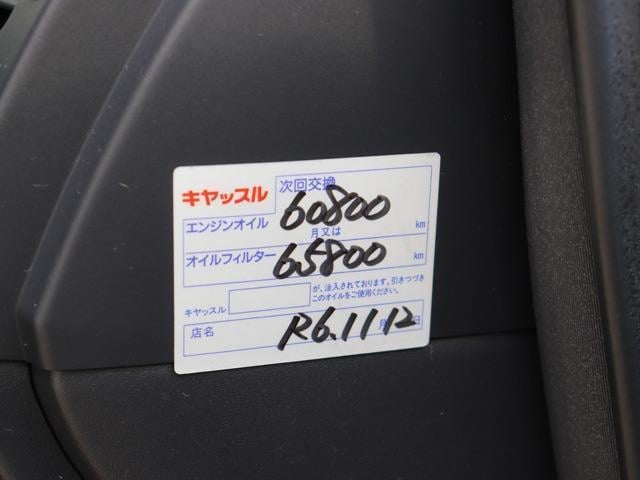 キヤッスル 次回交換
エンジンオイル 60800 km
月又は
オイルフィルター 65800 km
キヤッスル が、注入されております。引きつづき
このオイルをご使用ください。
店名 R6.11 12 月 日